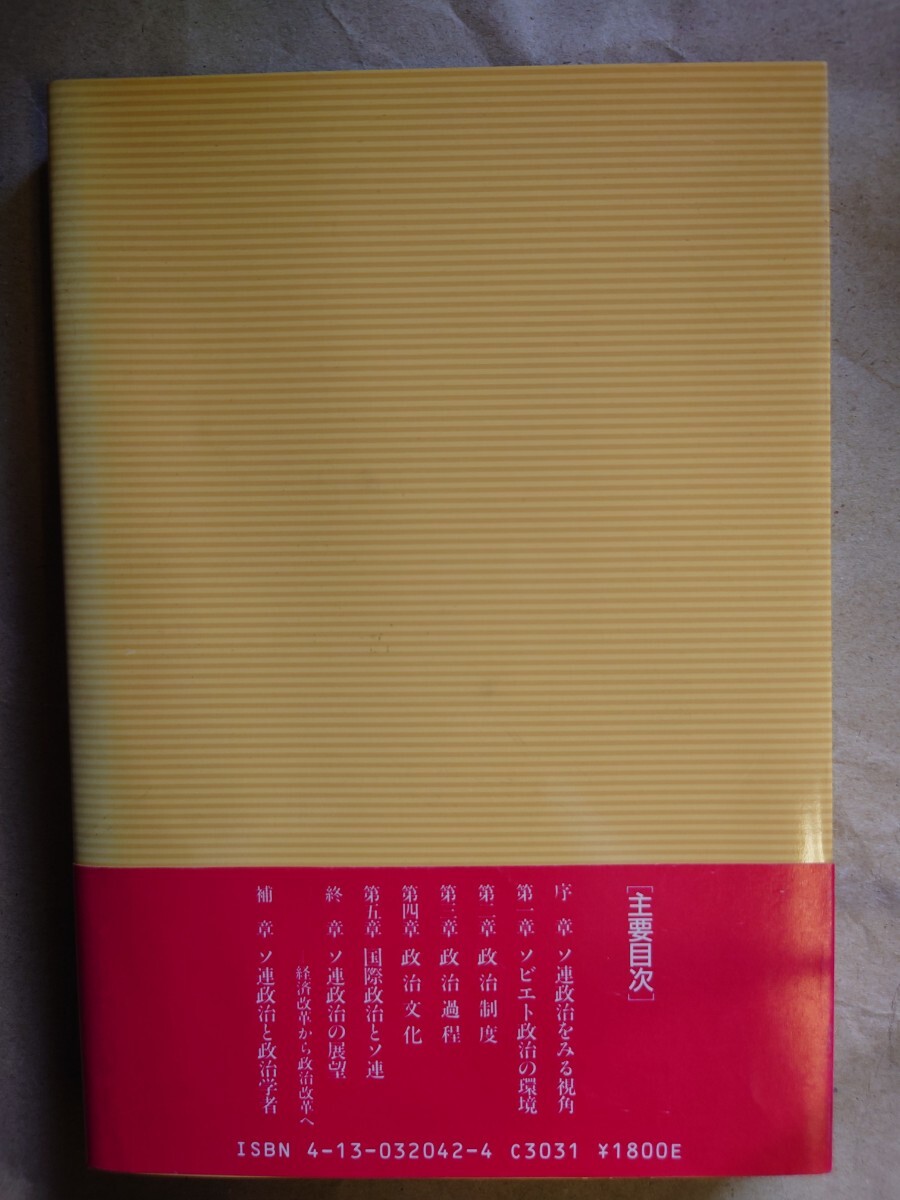 [主要目次]
序 章 ソ連政治をみる視角
第一章 ソビエト政治の環境
第二章 政治制度
第三章 政治過程
第四章 政治文化
第五章 国際政治とソ連
終 章 ソ連政治の展望
——経済改革から政治改革へ
補 章 ソ連政治と政治学者
ISBN 4-13-032042-4 C3031 ¥1800E